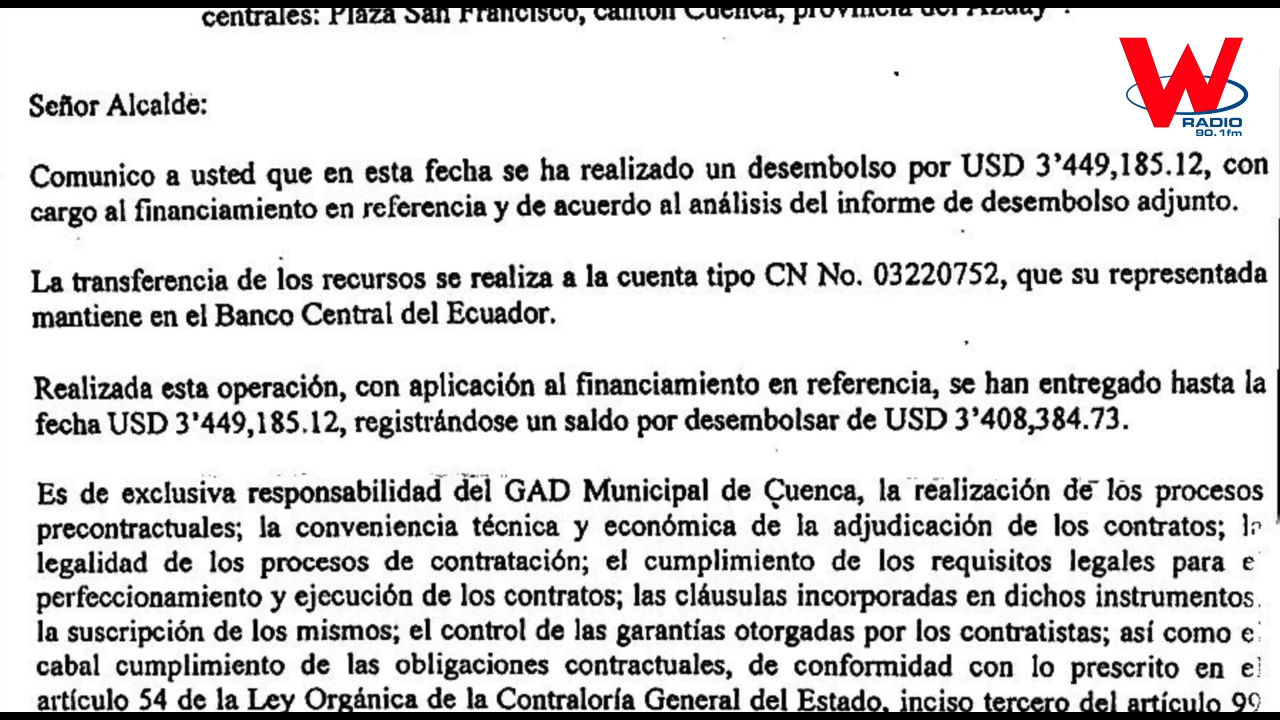 centrales: Plaza San Francisco, cantón Cuenca, provincia del Azuay".
W
RADIO
90.1fm
Señor Alcalde:
Comunico a usted que en esta fecha se ha realizado un desembolso por USD 3'449,185.12, con
cargo al financiamiento en referencia y de acuerdo al análisis del informe de desembolso adjunto.
La transferencia de los recursos se realiza a la cuenta tipo CN No. 03220752, que su representada
mantiene en el Banco Central del Ecuador.
Realizada esta operación, con aplicación al financiamiento en referencia, se han entregado hasta la
fecha USD 3'449,185.12, registrándose un saldo por desembolsar de USD 3'408,384.73.
Es de exclusiva responsabilidad del GAD Municipal de Cuenca, la realización de los procesos
precontractuales; la conveniencia técnica y económica de la adjudicación de los contratos; la
legalidad de los procesos de contratación; el cumplimiento de los requisitos legales para e
perfeccionamiento y ejecución de los contratos; las cláusulas incorporadas en dichos instrumentos.
la suscripción de los mismos; el control de las garantías otorgadas por los contratistas; así como e
cabal cumplimiento de las obligaciones contractuales, de conformidad con lo prescrito en el
artículo 54 de la Ley Orgánica de la Contraloría General del Estado, inciso tercero del artículo 99